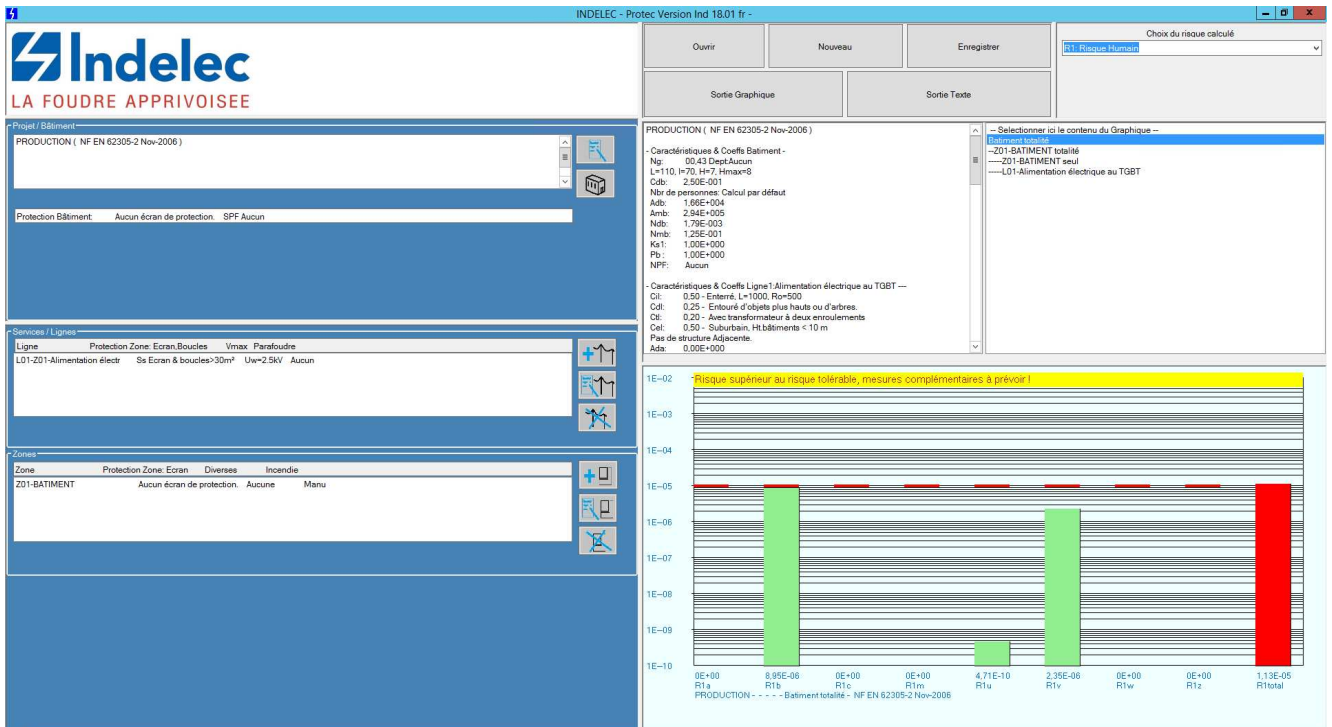 INDELEC - Protec Version Ind 18.01 fr -
Indelec
LA FOUDRE APPRIVOISEE
Ouvrir
Nouveau
Enregistrer
Sortie Graphique
Sortie Texte
Choix du risque calculé
R1: Risque Humain
Projet / Bâtiment
PRODUCTION ( NF EN 62305-2 Nov-2006 )
Protection Bâtiment: Aucun écran de protection. SPF Aucun
Services / Lignes
Ligne Protection Zone: Ecran,Boucles Vmax Parafoudre
L01-Z01-Alimentation électr Ss Ecran & boucles>30m² Uw=2.5kV Aucun
Zones
Zone Protection Zone: Ecran Diverses Incendie
Z01-BATIMENT Aucun écran de protection. Aucune Manu
PRODUCTION ( NF EN 62305-2 Nov-2006 )
- Caractéristiques & Coeffs Batiment -
Ng: 00,43 Dept:Aucun
L=110, l=70, H=7, Hmax=8
Cdb: 2,50E-001
Nbr de personnes: Calcul par défaut
Adb: 1,66E+004
Amb: 2,94E+005
Ndb: 1,79E-003
Nmb: 1,25E-001
Ks1: 1,00E+000
Pb : 1,00E+000
NPF: Aucun
- Caractéristiques & Coeffs Ligne1:Alimentation électrique au TGBT ---
Cil: 0,50 - Enterré, L=1000, Ro=500
Cdl: 0,25 - Entouré d'objets plus hauts ou d'arbres.
Ctl: 0,20 - Avec transformateur à deux enroulements
Cel: 0,50 - Suburbain, Ht.bâtiments < 10 m
Pas de structure Adjacente.
Ada: 0,00E+000
-- Selectionner ici le contenu du Graphique --
Batiment totalité
--Z01-BATIMENT totalité
-----Z01-BATIMENT seul
-----L01-Alimentation électrique au TGBT
Risque supérieur au risque tolérable, mesures complémentaires à prévoir !
1E-02
1E-03
1E-04
1E-05
1E-06
1E-07
1E-08
1E-09
1E-10
0E+00 8,95E-06 0E+00 0E+00 4,71E-10 2,35E-06 0E+00 0E+00 1,13E-05
R1a R1b R1c R1m R1u R1v R1w R1z R1total
PRODUCTION - - - - - Batiment totalité - NF EN 62305-2 Nov-2006